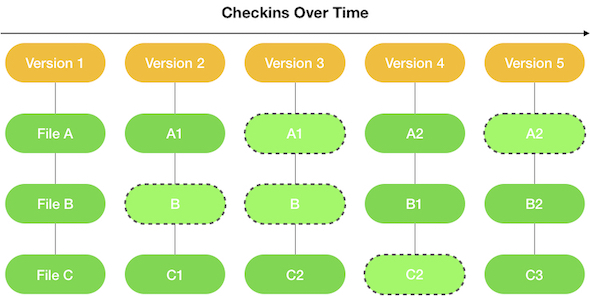 Checkins Over Time
Version 1 Version 2 Version 3 Version 4 Version 5
File A A1 A1 A2 A2
File B B B B1 B2
File C C1 C2 C2 C3